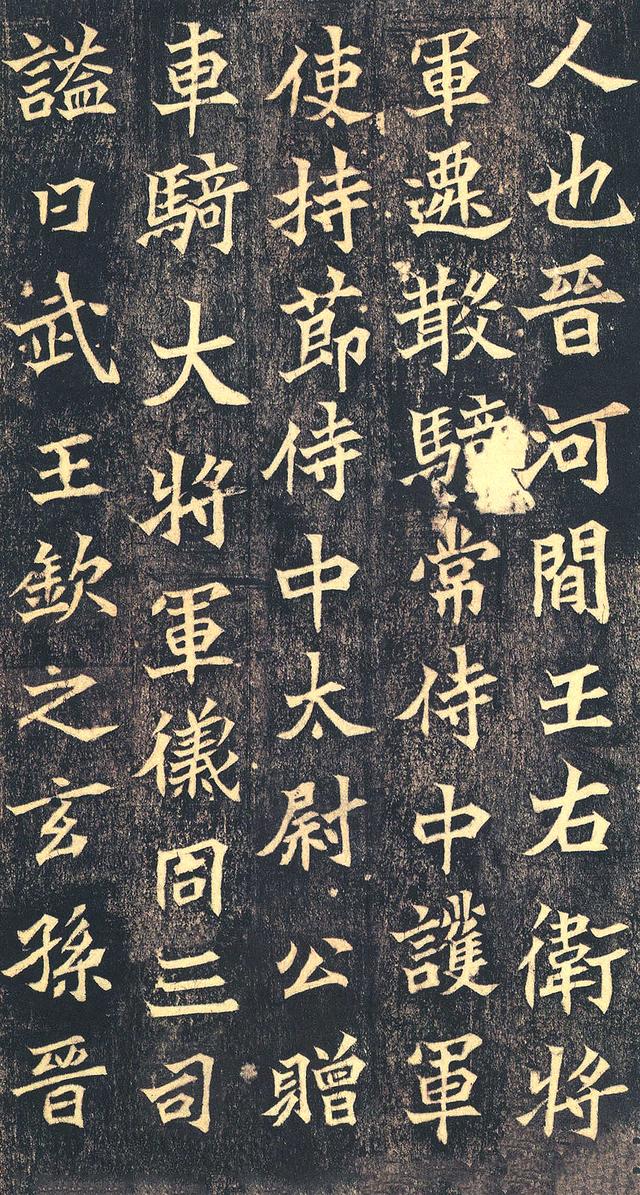 人也晉河間王右衛將
軍遷散騎常侍中護軍
使持節侍中太尉公贈
車騎大將軍儀同三司
謚曰武王欽之玄孫晉